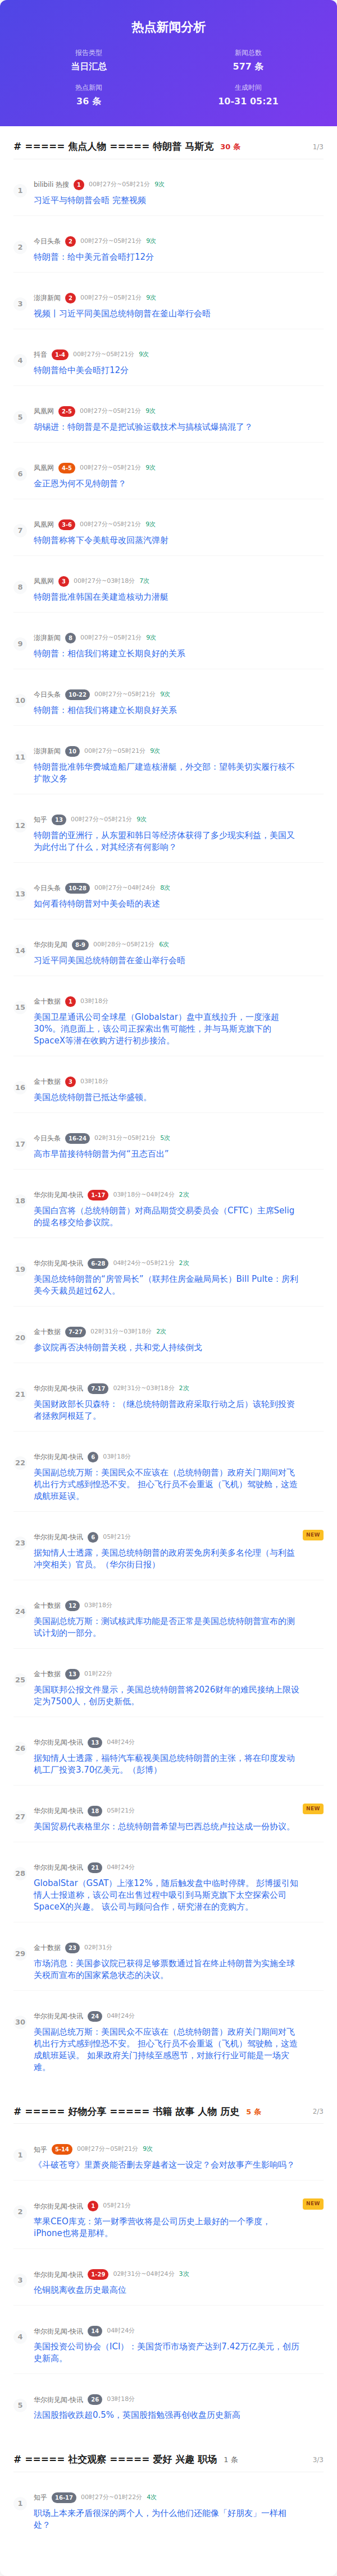 热点新闻分析
报告类型
新闻总数
当日汇总
577 条
热点新闻
生成时间
36 条
10-31 05:21
# ===== 焦点人物 ===== 特朗普 马斯克 30 条 1/3
1 bilibili 热搜 1 00时27分~05时21分 9次
习近平与特朗普会晤 完整视频
2 今日头条 2 00时27分~05时21分 9次
特朗普：给中美元首会晤打12分
3 澎湃新闻 2 00时27分~05时21分 9次
视频丨习近平同美国总统特朗普在釜山举行会晤
4 抖音 1-4 00时27分~05时21分 9次
特朗普给中美会晤打12分
5 凤凰网 2-5 00时27分~05时21分 9次
胡锡进：特朗普是不是把试验运载技术与搞核试爆搞混了？
6 凤凰网 4-5 00时27分~05时21分 9次
金正恩为何不见特朗普？
7 凤凰网 3-6 00时27分~05时21分 9次
特朗普称将下令美航母改回蒸汽弹射
8 凤凰网 3 00时27分~03时18分 7次
特朗普批准韩国在美建造核动力潜艇
9 澎湃新闻 8 00时27分~05时21分 9次
特朗普：相信我们将建立长期良好的关系
10 今日头条 10-22 00时27分~05时21分 9次
特朗普：相信我们将建立长期良好关系
11 澎湃新闻 10 00时27分~05时21分 9次
特朗普批准韩华费城造船厂建造核潜艇，外交部：望韩美切实履行核不
扩散义务
12 知乎 13 00时27分~05时21分 9次
特朗普的亚洲行，从东盟和韩日等经济体获得了多少现实利益，美国又
为此付出了什么，对其经济有何影响？
13 今日头条 10-28 00时27分~04时24分 8次
如何看待特朗普对中美会晤的表述
14 华尔街见闻 8-9 00时28分~05时21分 6次
习近平同美国总统特朗普在釜山举行会晤
15 金十数据 1 03时18分
美国卫星通讯公司全球星（Globalstar）盘中直线拉升，一度涨超
30%。消息面上，该公司正探索出售可能性，并与马斯克旗下的
SpaceX等潜在收购方进行初步接洽。
16 金十数据 3 03时18分
美国总统特朗普已抵达华盛顿。
17 今日头条 16-24 02时31分~05时21分 5次
高市早苗接待特朗普为何“丑态百出”
18 华尔街见闻-快讯 1-17 03时18分~04时24分 2次
美国白宫将（总统特朗普）对商品期货交易委员会（CFTC）主席Selig
的提名移交给参议院。
19 华尔街见闻-快讯 6-28 04时24分~05时21分 2次
美国总统特朗普的“房管局长”（联邦住房金融局局长）Bill Pulte：房利
美今天裁员超过62人。
20 金十数据 7-27 02时31分~03时18分 2次
参议院再否决特朗普关税，共和党人持续倒戈
21 华尔街见闻-快讯 7-17 02时31分~03时18分 2次
美国财政部长贝森特：（继总统特朗普政府采取行动之后）该轮到投资
者拯救阿根廷了。
22 华尔街见闻-快讯 6 03时18分
美国副总统万斯：美国民众不应该在（总统特朗普）政府关门期间对飞
机出行方式感到惶恐不安。 担心飞行员不会重返（飞机）驾驶舱，这造
成航班延误。
23 华尔街见闻-快讯 6 05时21分 NEW
据知情人士透露，美国总统特朗普的政府罢免房利美多名伦理（与利益
冲突相关）官员。（华尔街日报）
24 金十数据 12 03时18分
美国副总统万斯：测试核武库功能是否正常是美国总统特朗普宣布的测
试计划的一部分。
25 金十数据 13 01时22分
美国联邦公报文件显示，美国总统特朗普将2026财年的难民接纳上限设
定为7500人，创历史新低。
26 华尔街见闻-快讯 13 04时24分
据知情人士透露，福特汽车藐视美国总统特朗普的主张，将在印度发动
机工厂投资3.70亿美元。（彭博）
27 华尔街见闻-快讯 18 05时21分 NEW
美国贸易代表格里尔：总统特朗普希望与巴西总统卢拉达成一份协议。
28 华尔街见闻-快讯 21 04时24分
GlobalStar（GSAT）上涨12%，随后触发盘中临时停牌。 彭博援引知
情人士报道称，该公司在出售过程中吸引到马斯克旗下太空探索公司
SpaceX的兴趣。 该公司与顾问合作，研究潜在的竞购方。
29 金十数据 23 02时31分
市场消息：美国参议院已获得足够票数通过旨在终止特朗普为实施全球
关税而宣布的国家紧急状态的决议。
30 华尔街见闻-快讯 24 04时24分
美国副总统万斯：美国民众不应该在（总统特朗普）政府关门期间对飞
机出行方式感到惶恐不安。 担心飞行员不会重返（飞机）驾驶舱，这造
成航班延误。 如果政府关门持续至感恩节，对旅行行业可能是一场灾
难。
# ===== 好物分享 ===== 书籍 故事 人物 历史 5 条 2/3
1 知乎 5-14 00时27分~05时21分 9次
《斗破苍穹》里萧炎能否删去穿越者这一设定？会对故事产生影响吗？
2 华尔街见闻-快讯 1 05时21分 NEW
苹果CEO库克：第一财季营收将是公司历史上最好的一个季度，
iPhone也将是那样。
3 华尔街见闻-快讯 1-29 02时31分~04时24分 3次
伦铜脱离收盘历史最高位
4 华尔街见闻-快讯 14 04时24分
美国投资公司协会（ICI）：美国货币市场资产达到7.42万亿美元，创历
史新高。
5 华尔街见闻-快讯 26 03时18分
法国股指收跌超0.5%，英国股指勉强再创收盘历史新高
# ===== 社交观察 ===== 爱好 兴趣 职场 1 条 3/3
1 知乎 16-17 00时27分~01时22分 4次
职场上本来矛盾很深的两个人，为什么他们还能像「好朋友」一样相
处？